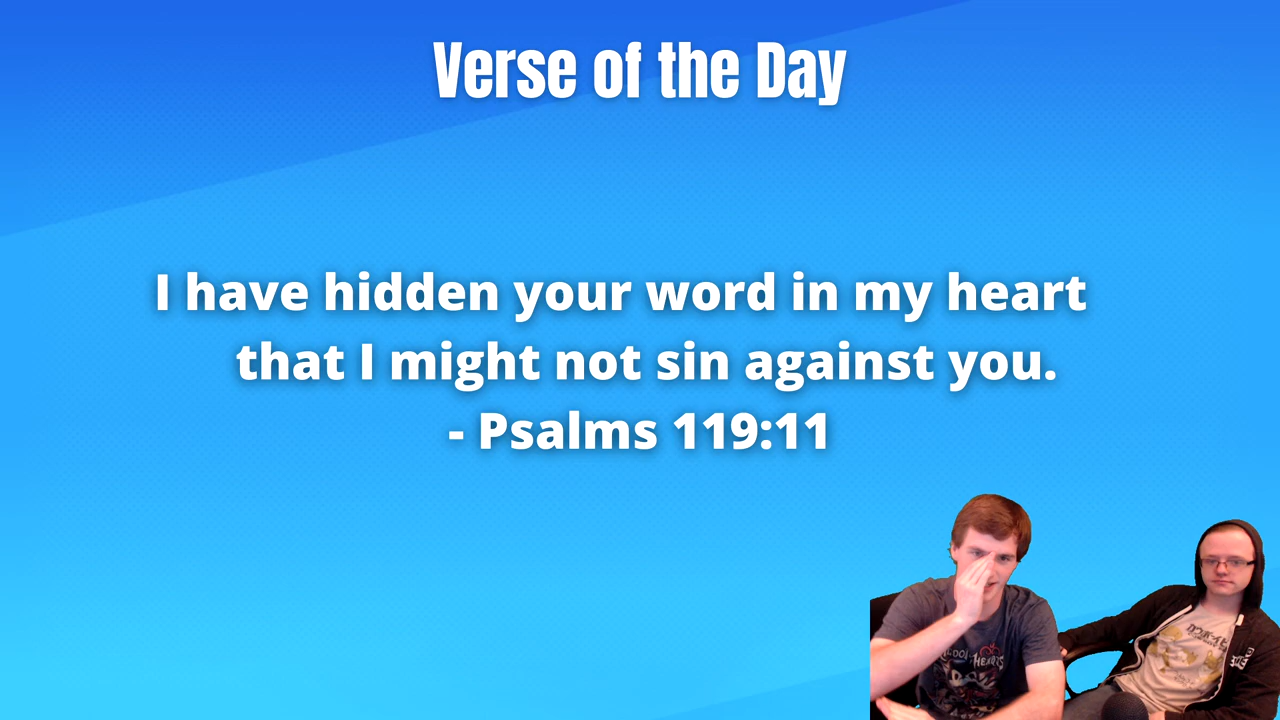 Verse of the Day
I have hidden your word in my heart
that I might not sin against you.
- Psalms 119:11